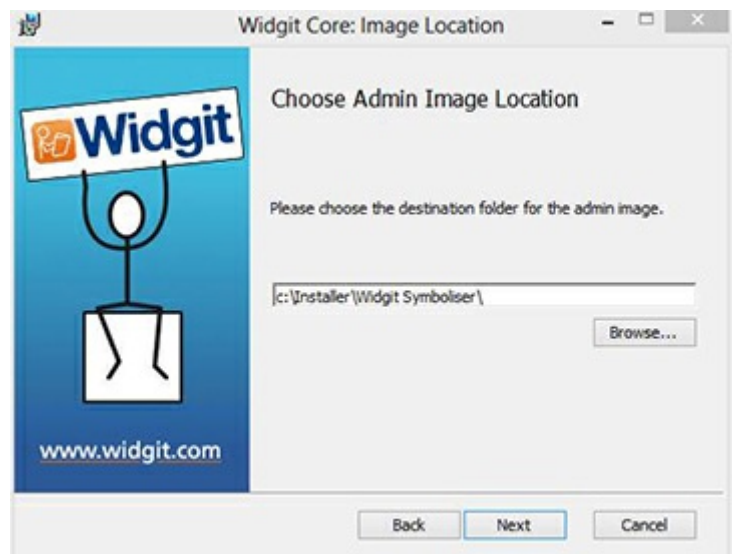 Widgit Core: Image Location
Widgit
Choose Admin Image Location
Please choose the destination folder for the admin image.
c:\Installer\Widgit Symboliser\
Browse...
www.widgit.com
Back Next Cancel